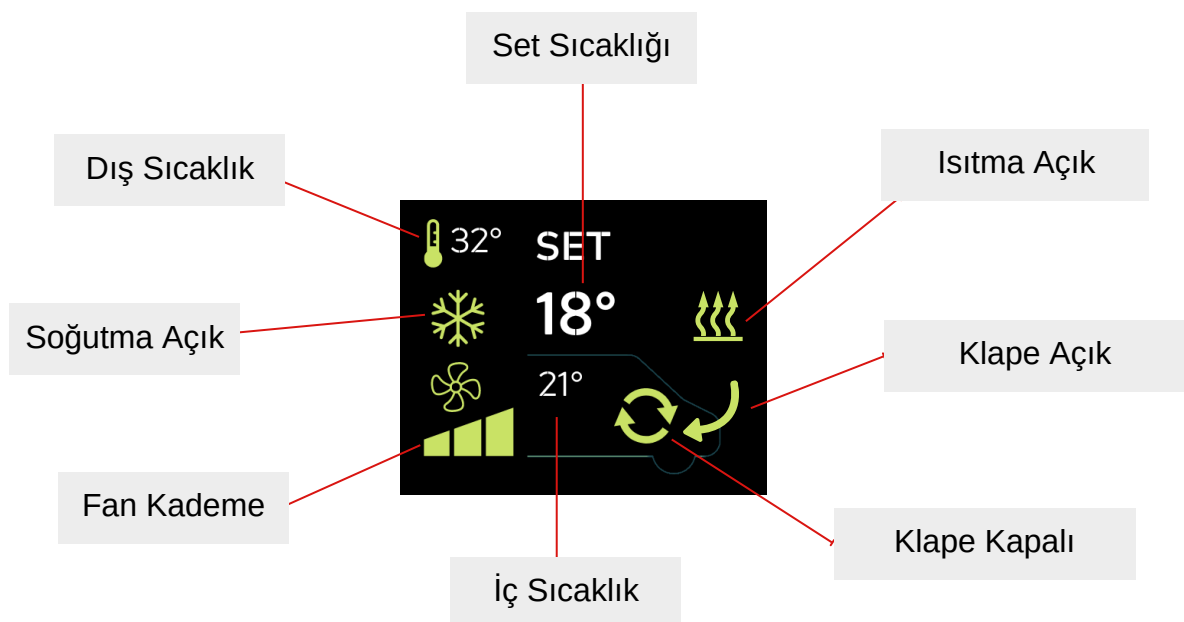 Set Sıcaklığı
Dış Sıcaklık
Isıtma Açık
32°
SET
18°
Soğutma Açık
Klape Açık
21°
Fan Kademe
Klape Kapalı
İç Sıcaklık